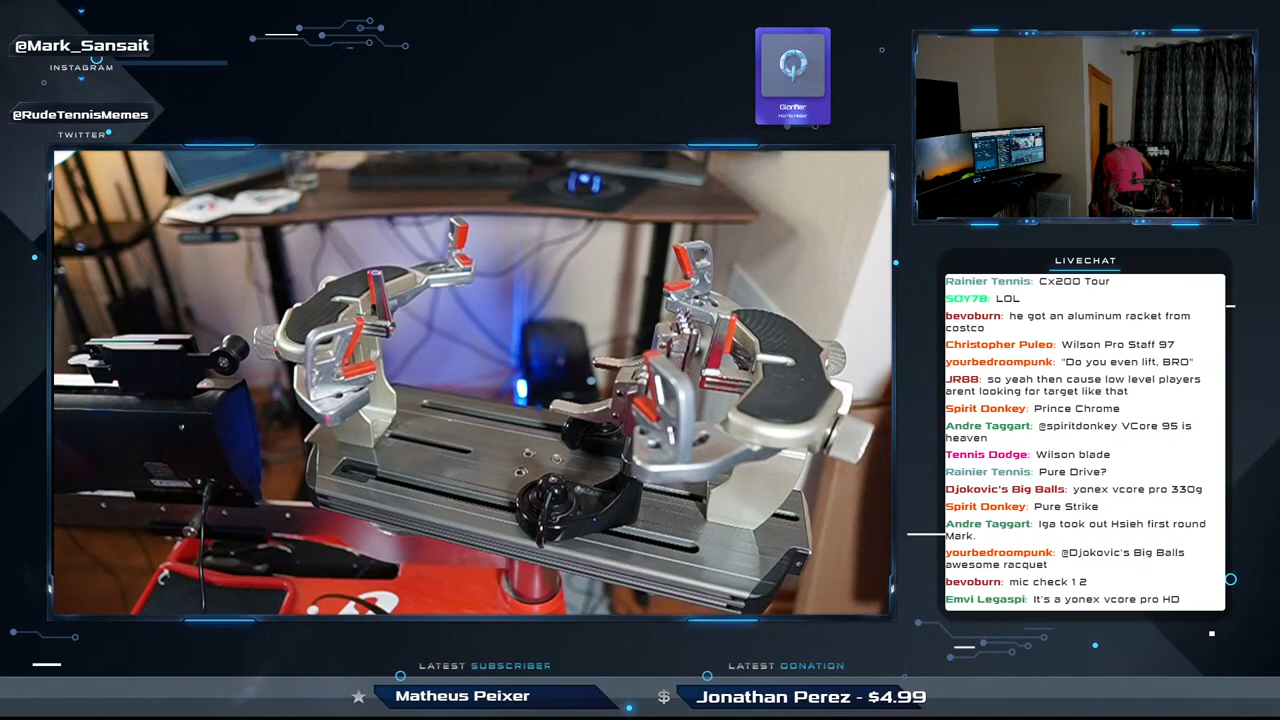 @Mark_Sansait
INSTAGRAM
@RudeTennisMemes
TWITTER
Glorifier
LIVECHAT
Rainier Tennis: Cx200 Tour
SOY78: LOL
bevoburn: he got an aluminum racket from
costco
Christopher Puleo: Wilson Pro Staff 97
yourbedroompunk: "Do you even lift, BRO"
JR88: so yeah then cause low level players
arent looking for target like that
Spirit Donkey: Prince Chrome
Andre Taggart: @spiritdonkey VCore 95 is
heaven
Tennis Dodge: Wilson blade
Rainier Tennis: Pure Drive?
Djokovic's Big Balls: yonex vcore pro 330g
Spirit Donkey: Pure Strike
Andre Taggart: Iga took out Hsieh first round
Mark.
yourbedroompunk: @Djokovic's Big Balls
awesome racquet
bevoburn: mic check 1 2
Emvi Legaspi: It's a yonex vcore pro HD
LATEST SUBSCRIBER
Matheus Peixer
LATEST DONATION
$ Jonathan Perez - $4.99